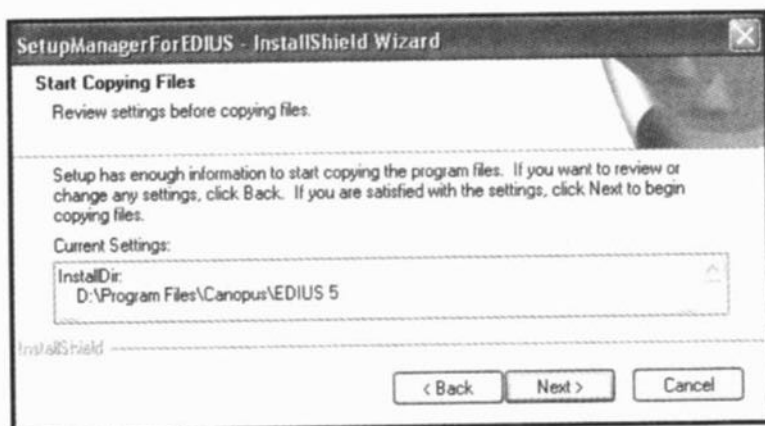 SetupManagerForEDIUS - InstallShield Wizard
Start Copying Files
Review settings before copying files.
Setup has enough information to start copying the program files. If you want to review or
change any settings, click Back. If you are satisfied with the settings, click Next to begin
copying files.
Current Settings:
InstallDir:
D:\Program Files\Canopus\EDIUS 5
InstallShield
< Back
Next >
Cancel